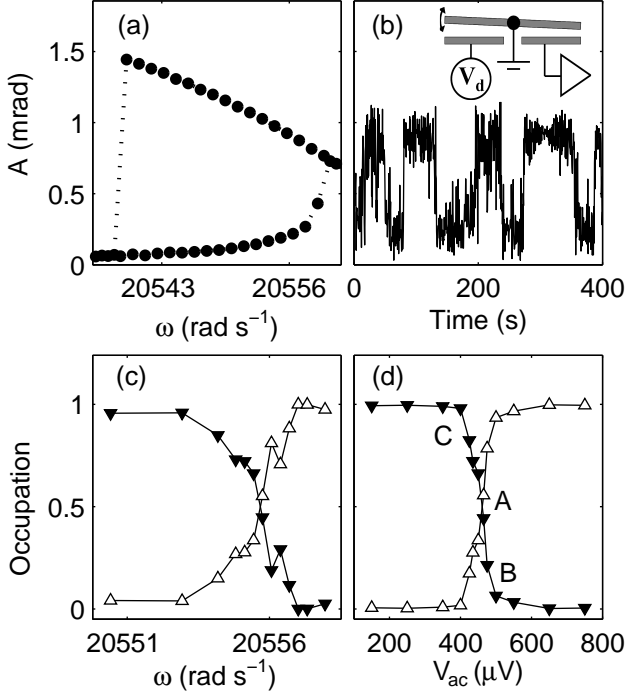 (a)
(b)
A (mrad)
1.5
1
0.5
0
20543
20556
ω (rad s⁻¹)
V_d
0
200
400
Time (s)
(c)
(d)
Occupation
1
0.5
0
20551
20556
ω (rad s⁻¹)
C
A
B
200
400
600
800
V_ac (μV)